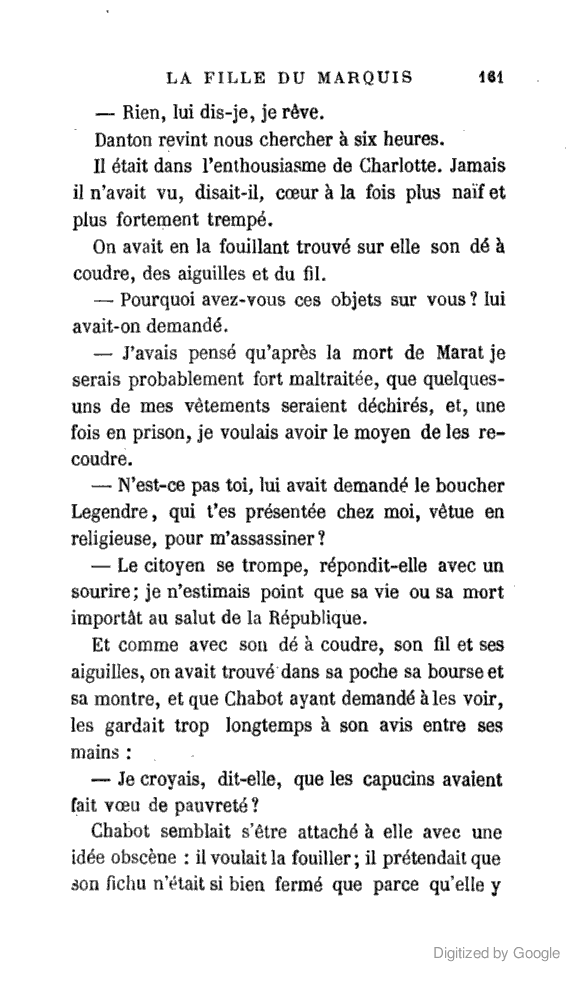 LA FILLE DU MARQUIS 161
— Rien, lui dis-je, je rêve.
Danton revint nous chercher à six heures.
Il était dans l'enthousiasme de Charlotte. Jamais
il n'avait vu, disait-il, cœur à la fois plus naïf et
plus fortement trempé.
On avait en la fouillant trouvé sur elle son dé à
coudre, des aiguilles et du fil.
— Pourquoi avez-vous ces objets sur vous? lui
avait-on demandé.
— J'avais pensé qu'après la mort de Marat je
serais probablement fort maltraitée, que quelques-
uns de mes vêtements seraient déchirés, et, une
fois en prison, je voulais avoir le moyen de les re-
coudre.
— N'est-ce pas toi, lui avait demandé le boucher
Legendre, qui t'es présentée chez moi, vêtue en
religieuse, pour m'assassiner?
— Le citoyen se trompe, répondit-elle avec un
sourire; je n'estimais point que sa vie ou sa mort
importât au salut de la République.
Et comme avec son dé à coudre, son fil et ses
aiguilles, on avait trouvé dans sa poche sa bourse et
sa montre, et que Chabot ayant demandé à les voir,
les gardait trop longtemps à son avis entre ses
mains :
— Je croyais, dit-elle, que les capucins avaient
fait vœu de pauvreté?
Chabot semblait s'être attaché à elle avec une
idée obscène : il voulait la fouiller; il prétendait que
son fichu n'était si bien fermé que parce qu'elle y
Digitized by Google